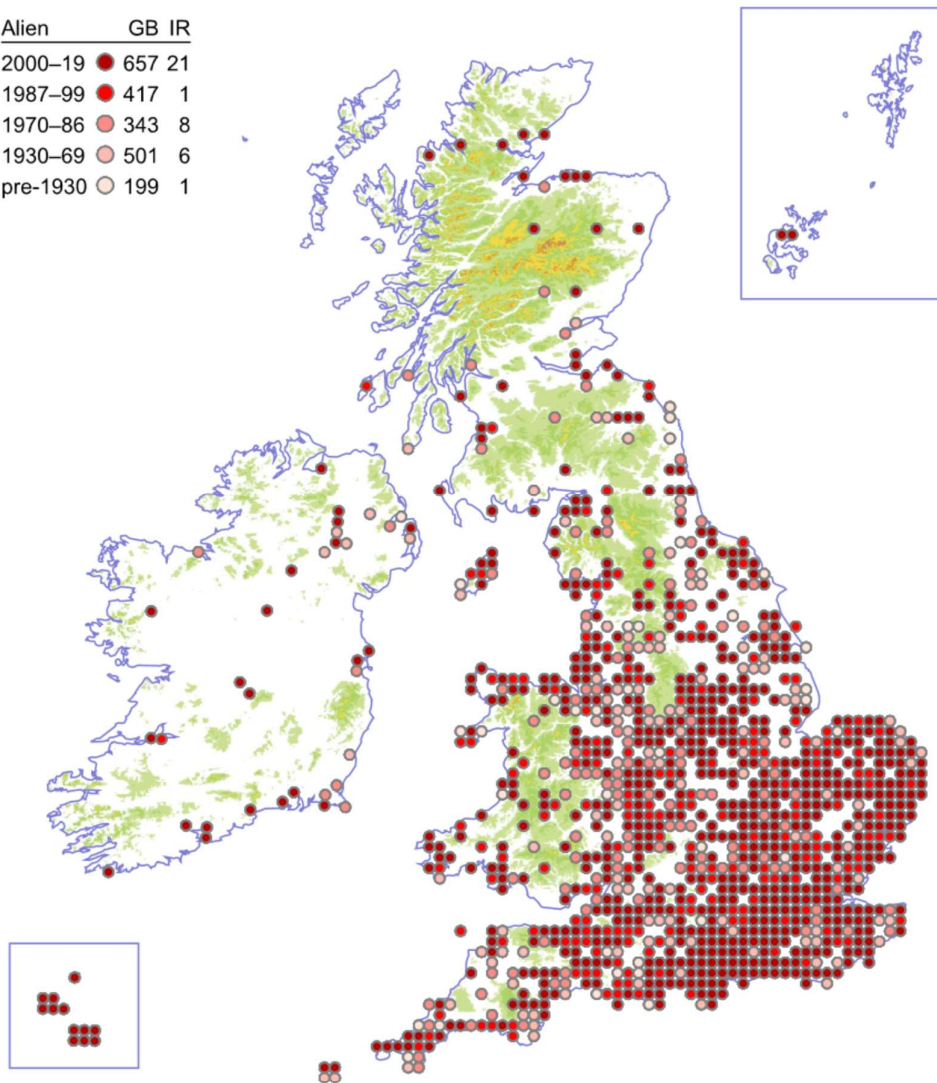 Alien GB IR
2000–19 657 21
1987–99 417 1
1970–86 343 8
1930–69 501 6
pre-1930 199 1